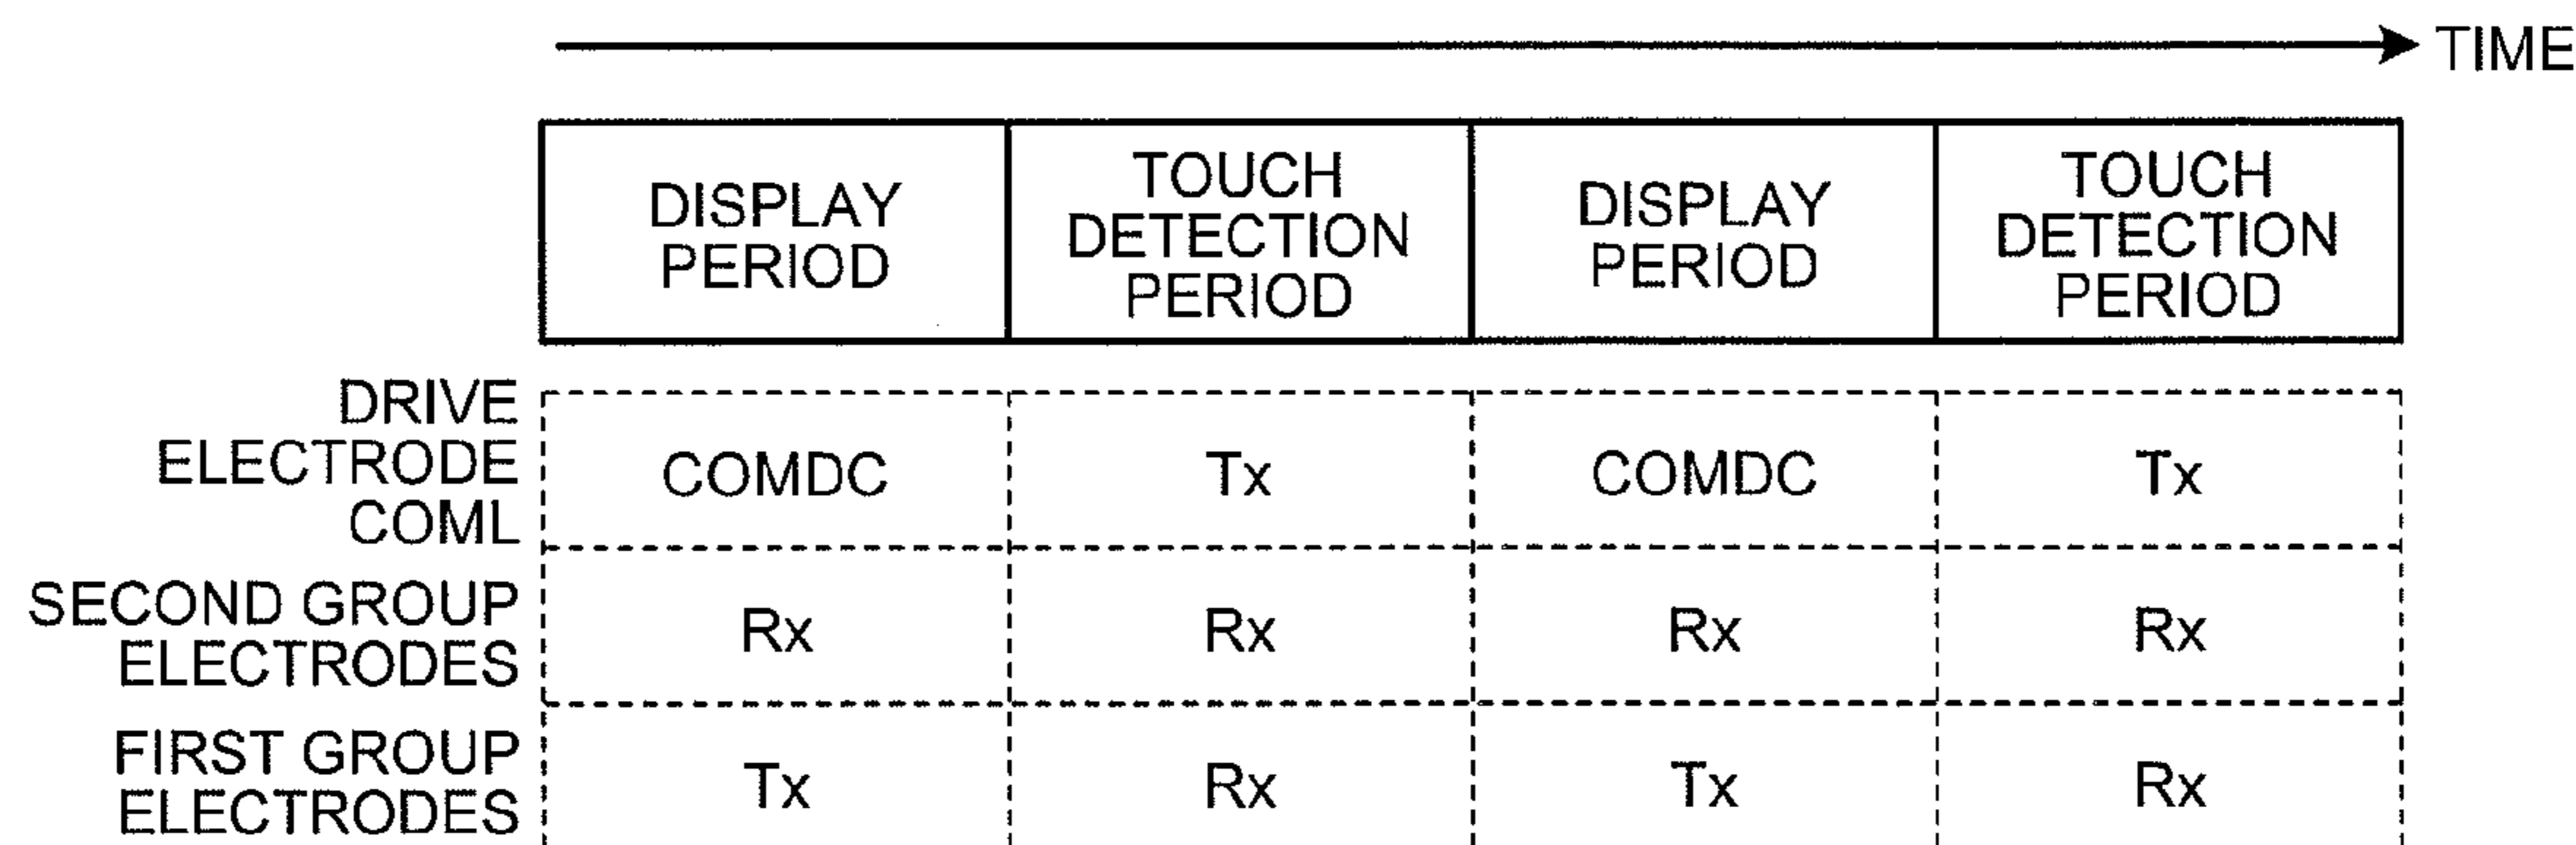 TIME
DISPLAY
PERIOD
TOUCH
DETECTION
PERIOD
DISPLAY
PERIOD
TOUCH
DETECTION
PERIOD
DRIVE
ELECTRODE
COML
COMDC
Tx
COMDC
Tx
SECOND GROUP
ELECTRODES
Rx
Rx
Rx
Rx
FIRST GROUP
ELECTRODES
Tx
Rx
Tx
Rx